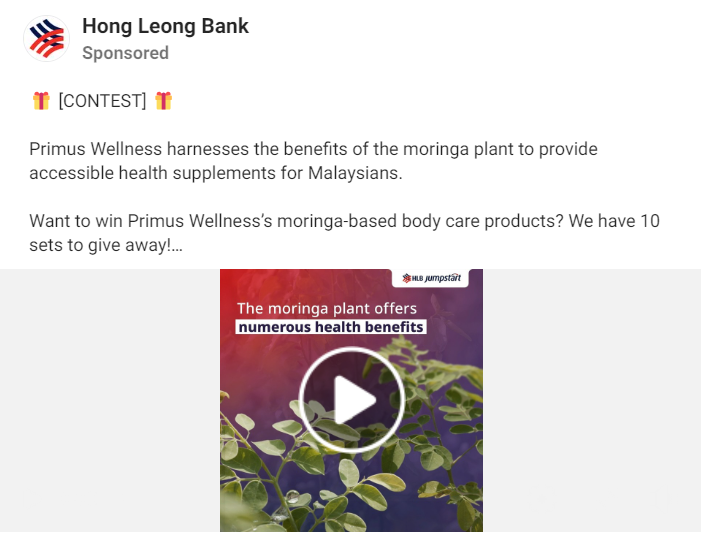 Hong Leong Bank
Sponsored
🎁 [CONTEST] 🎁
Primus Wellness harnesses the benefits of the moringa plant to provide
accessible health supplements for Malaysians.
Want to win Primus Wellness’s moringa-based body care products? We have 10
sets to give away!...
HLB Jumpstart
The moringa plant offers
numerous health benefits